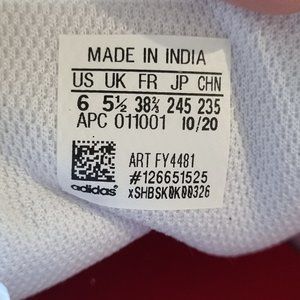 MADE IN INDIA
US UK FR JP CHN
6 5½ 38⅔ 245 235
APC 011001 10/20
ART FY4481
#126651525
adidas xSHBSK0K00326